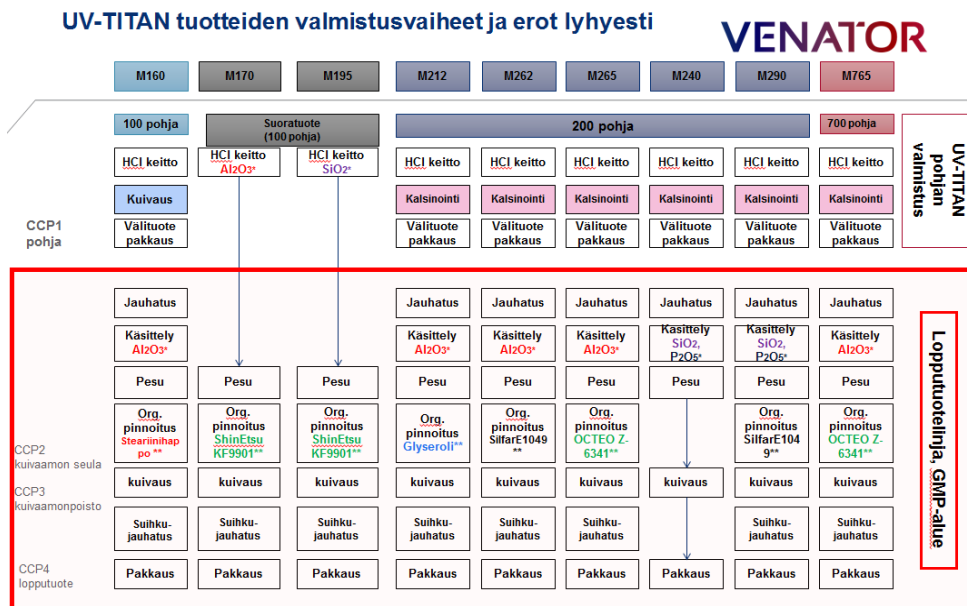 UV-TITAN tuotteiden valmistusvaiheet ja erot lyhyesti
VENATOR
M160 M170 M195 M212 M262 M265 M240 M290 M765
100 pohja
Suoratuote
(100 pohja)
200 pohja
700 pohja
HCl keitto
HCl keitto
Al2O3*
HCl keitto
SiO2*
HCl keitto
HCl keitto
HCl keitto
HCl keitto
HCl keitto
HCl keitto
Kuivaus
Kalsinointi
Kalsinointi
Kalsinointi
Kalsinointi
Kalsinointi
Kalsinointi
CCP1
pohja
Välituote
pakkaus
Välituote
pakkaus
Välituote
pakkaus
Välituote
pakkaus
Välituote
pakkaus
Välituote
pakkaus
Välituote
pakkaus
UV-TITAN
pohjan
valmistus
Jauhatus
Jauhatus
Jauhatus
Jauhatus
Jauhatus
Jauhatus
Jauhatus
Käsittely
Al2O3*
Käsittely
Al2O3*
Käsittely
Al2O3*
Käsittely
Al2O3*
Käsittely
SiO2,
P2O5*
Käsittely
SiO2,
P2O5*
Käsittely
Al2O3*
Pesu
Pesu
Pesu
Pesu
Pesu
Pesu
Pesu
Pesu
Pesu
Org.
pinnoitus
Steariinihap
po **
Org.
pinnoitus
ShinEtsu
KF9901**
Org.
pinnoitus
ShinEtsu
KF9901**
Org.
pinnoitus
Glyseroli**
Org.
pinnoitus
SilfarE1049
**
Org.
pinnoitus
OCTEO Z-
6341**
Org.
pinnoitus
SilfarE104
9**
Org.
pinnoitus
OCTEO Z-
6341**
CCP2
kuivaamon seula
CCP3
kuivaamonpoisto
kuivaus
kuivaus
kuivaus
kuivaus
kuivaus
kuivaus
kuivaus
kuivaus
kuivaus
Suihku-
jauhatus
Suihku-
jauhatus
Suihku-
jauhatus
Suihku-
jauhatus
Suihku-
jauhatus
Suihku-
jauhatus
Suihku-
jauhatus
Suihku-
jauhatus
CCP4
lopputuote
Pakkaus
Pakkaus
Pakkaus
Pakkaus
Pakkaus
Pakkaus
Pakkaus
Pakkaus
Pakkaus
Lopputuotelinja, GMP-alue